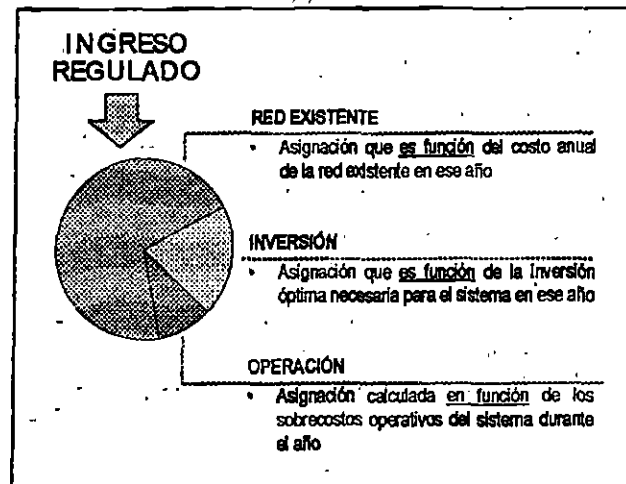 INGRESO
REGULADO
RED EXISTENTE
• Asignación que es función del costo anual
de la red existente en ese año
INVERSIÓN
• Asignación que es función de la Inversión
óptima necesaria para el sistema en ese año
OPERACIÓN
• Asignación calculada en función de los
sobrecostos operativos del sistema durante
el año